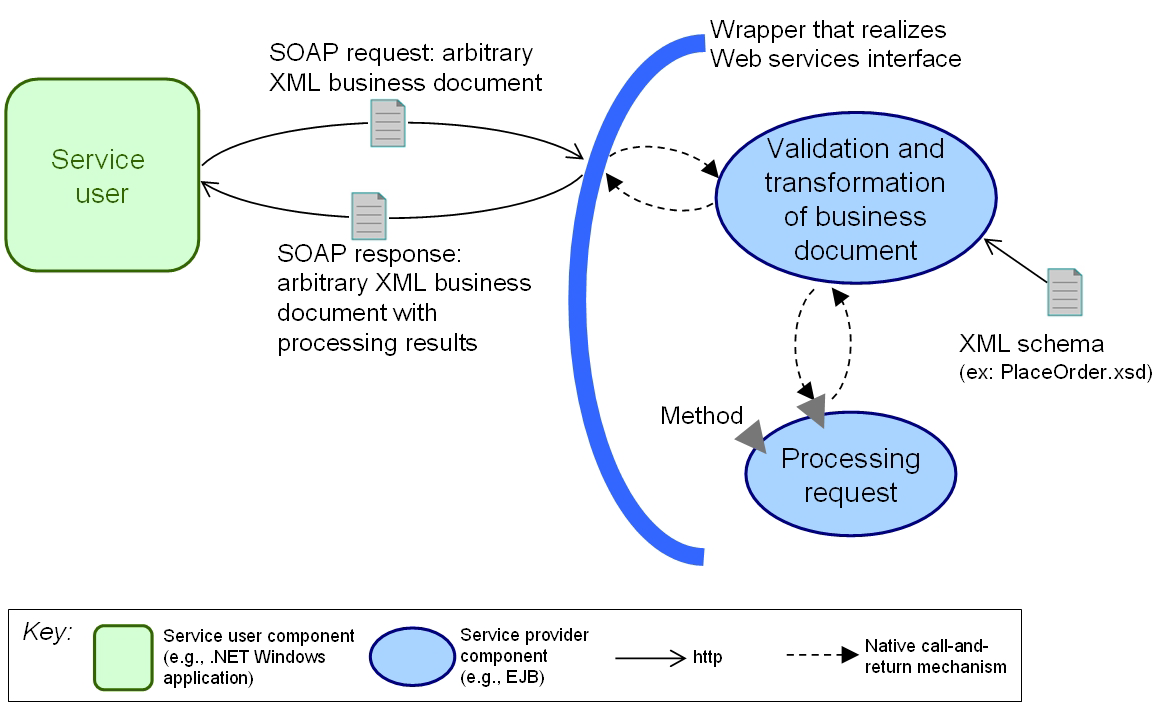 Wrapper that realizes
Web services interface
SOAP request: arbitrary
XML business document
Service
user
Validation and
transformation
of business
document
SOAP response:
arbitrary XML business
document with
processing results
XML schema
(ex: PlaceOrder.xsd)
Method
Processing
request
Key:
Service user component
(e.g., .NET Windows
application)
Service provider
component
(e.g., EJB)
http
Native call-and-
return mechanism